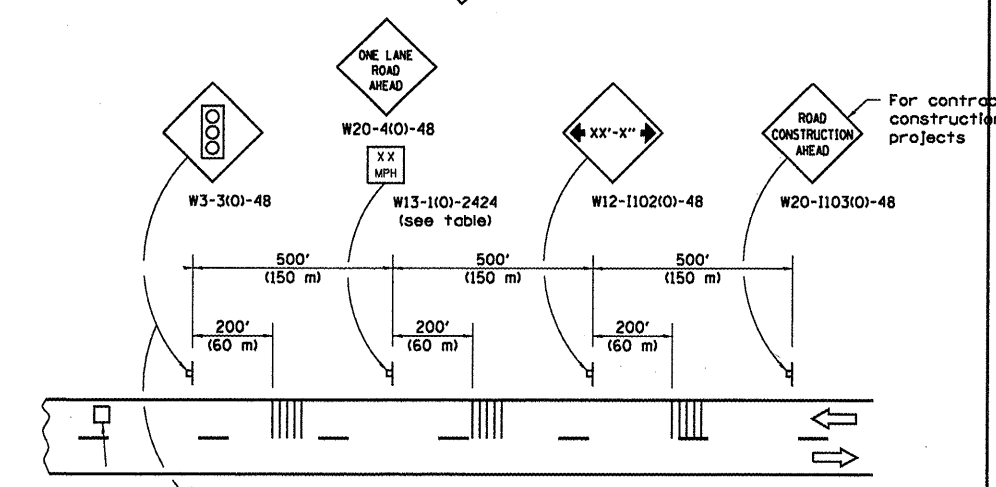 ONE LANE
ROAD
AHEAD
W20-4(O)-48
XX
MPH
W3-3(O)-48
W13-1(O)-2424
(see table)
XX'-X"
W12-I102(O)-48
ROAD
CONSTRUCTION
AHEAD
W20-I103(O)-48
For contrac
construction
projects
500'
(150 m)
500'
(150 m)
500'
(150 m)
200'
(60 m)
200'
(60 m)
200'
(60 m)